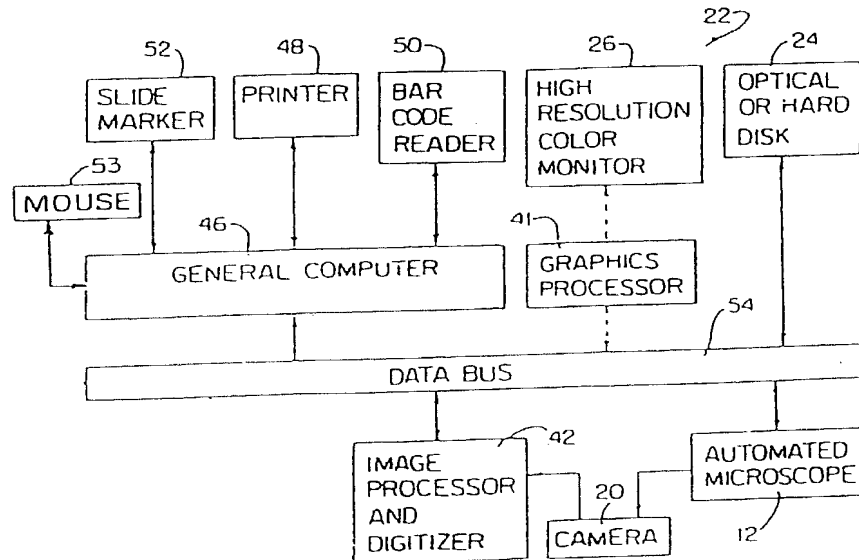 52
48
50
26
22
24
SLIDE
MARKER
PRINTER
BAR
CODE
READER
HIGH
RESOLUTION
COLOR
MONITOR
OPTICAL
OR HARD
DISK
53
MOUSE
46
GENERAL COMPUTER
41
GRAPHICS
PROCESSOR
54
DATA BUS
42
IMAGE
PROCESSOR
AND
DIGITIZER
20
CAMERA
AUTOMATED
MICROSCOPE
12